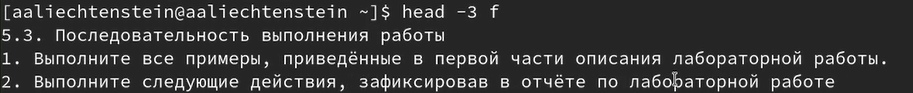 [aaliechtenstein@aaliechtenstein ~]$ head -3 f
5.3. Последовательность выполнения работы
1. Выполните все примеры, приведённые в первой части описания лабораторной работы.
2. Выполните следующие действия, зафиксировав в отчёте по лабораторной работе